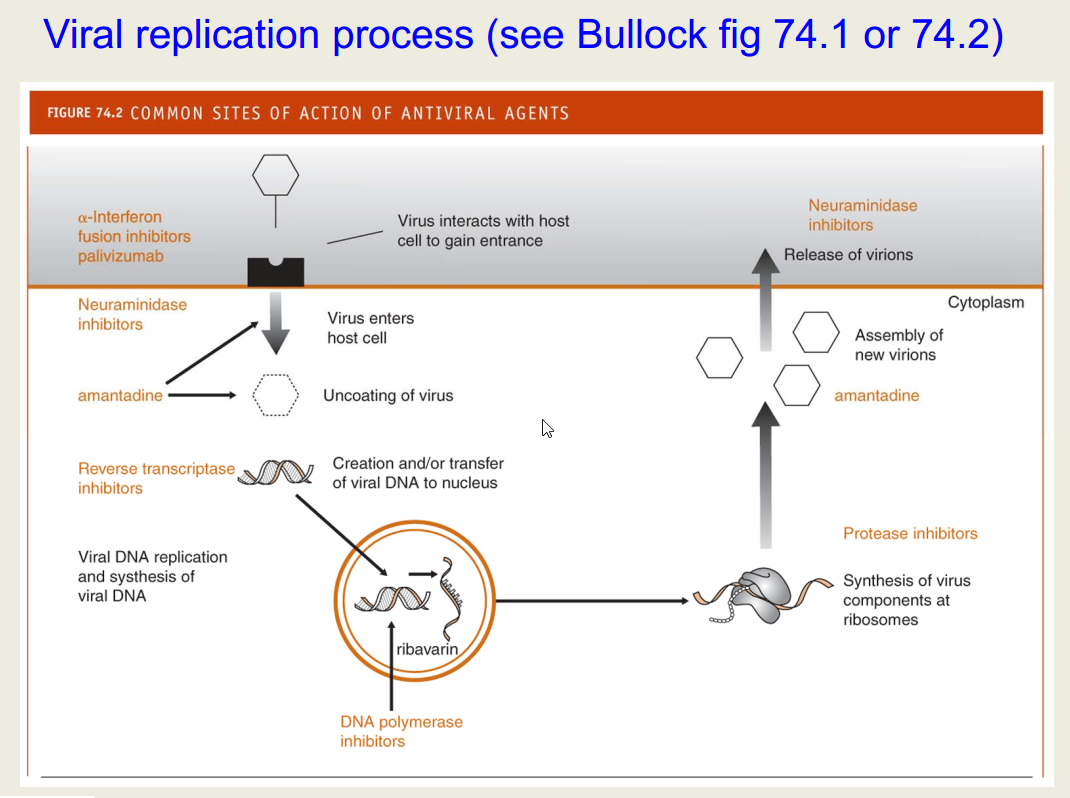 Viral replication process (see Bullock fig 74.1 or 74.2)
FIGURE 74.2 COMMON SITES OF ACTION OF ANTIVIRAL AGENTS
α-Interferon
fusion inhibitors
palivizumab
Virus interacts with host
cell to gain entrance
Neuraminidase
inhibitors
Virus enters
host cell
amantadine
Uncoating of virus
Reverse transcriptase
inhibitors
Creation and/or transfer
of viral DNA to nucleus
Viral DNA replication
and systhesis of
viral DNA
ribavarin
DNA polymerase
inhibitors
Neuraminidase
inhibitors
Release of virions
Cytoplasm
Assembly of
new virions
amantadine
Protease inhibitors
Synthesis of virus
components at
ribosomes